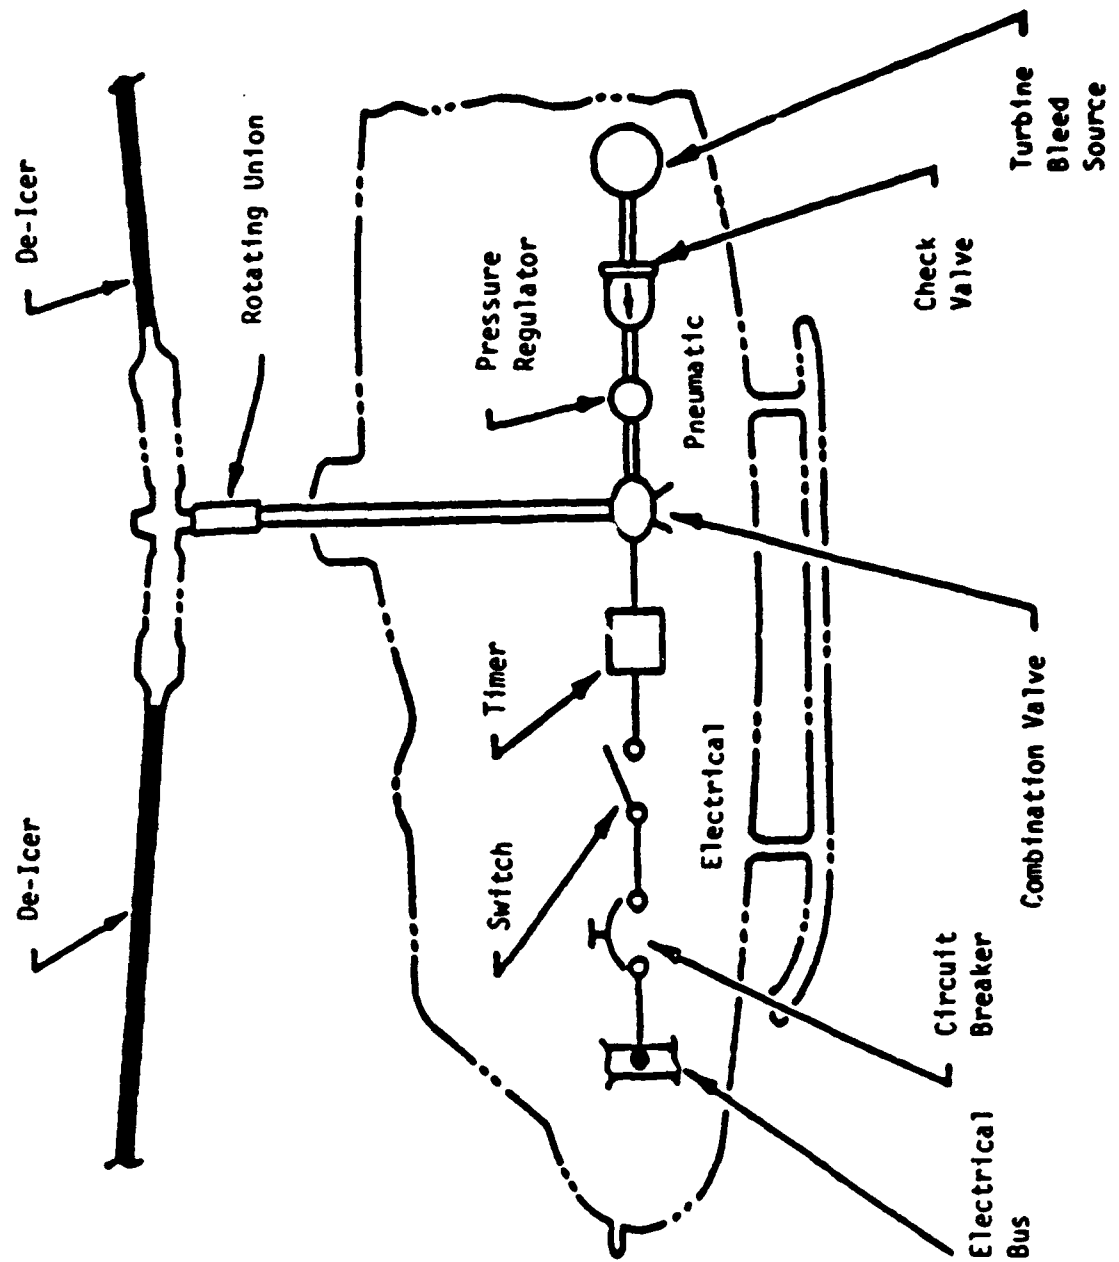 De-Icer
De-Icer
Rotating Union
Pressure
Regulator
Timer
Switch
Pneumatic
Electrical
Turbine
Bleed
Source
Check
Valve
Combination Valve
Circuit
Breaker
Electrical
Bus